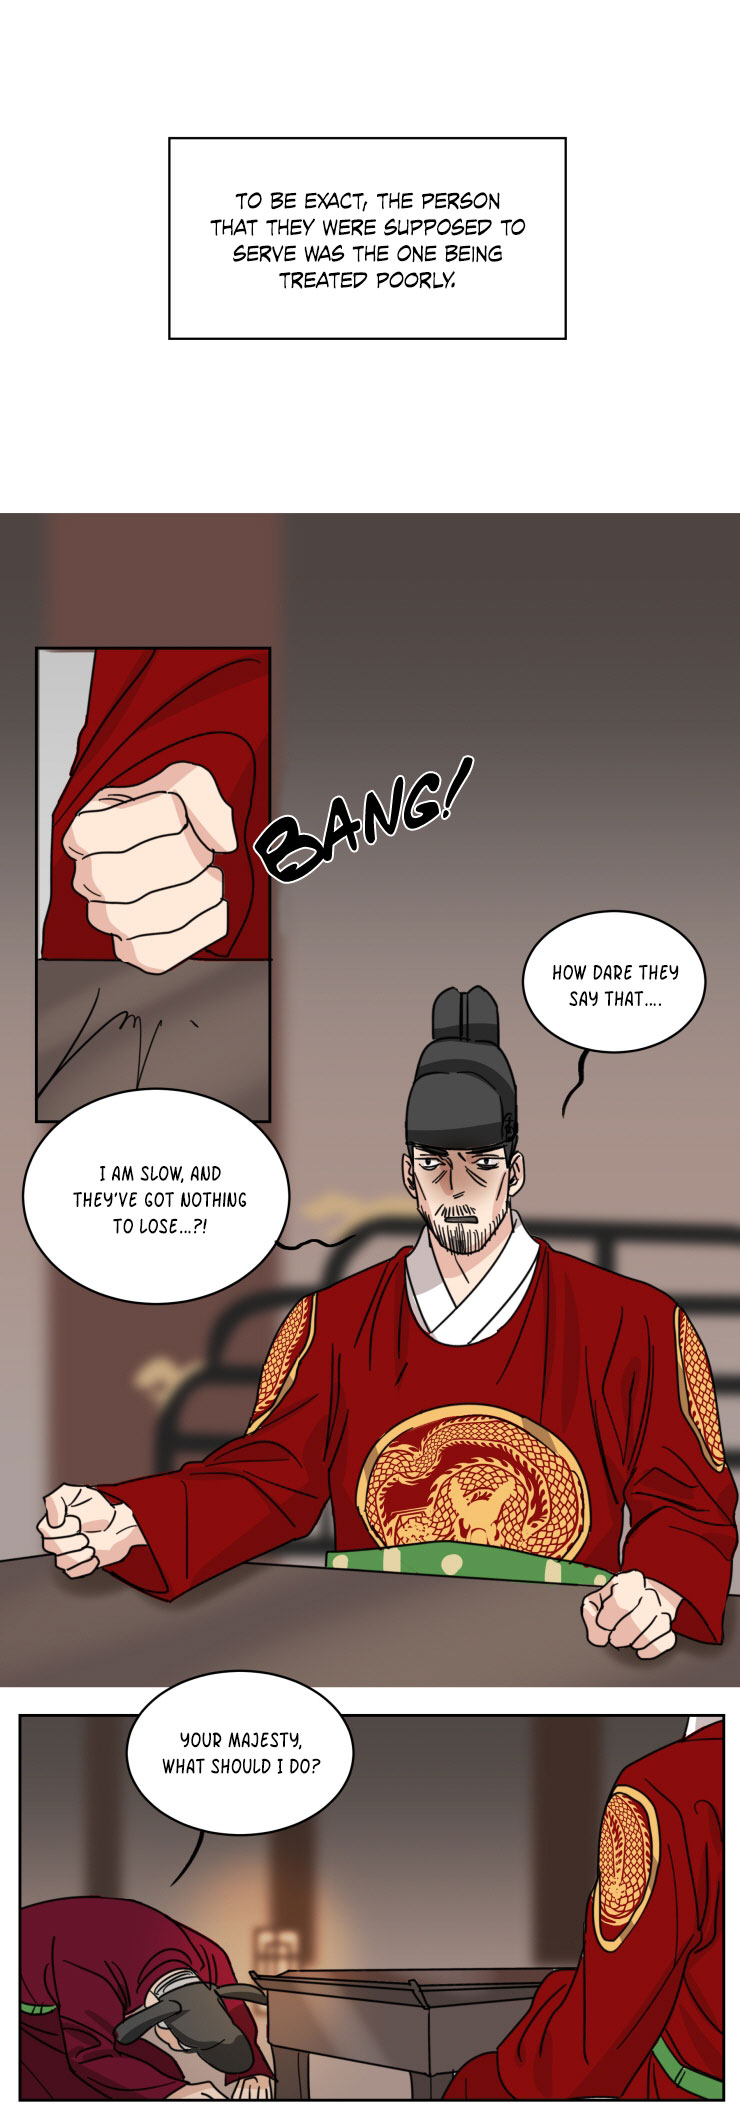 TO BE EXACT, THE PERSON
THAT THEY WERE SUPPOSED TO
SERVE WAS THE ONE BEING
TREATED POORLY.
BANG!
HOW DARE THEY
SAY THAT....
I AM SLOW, AND
THEY'VE GOT NOTHING
TO LOSE...?!
YOUR MAJESTY,
WHAT SHOULD I DO?